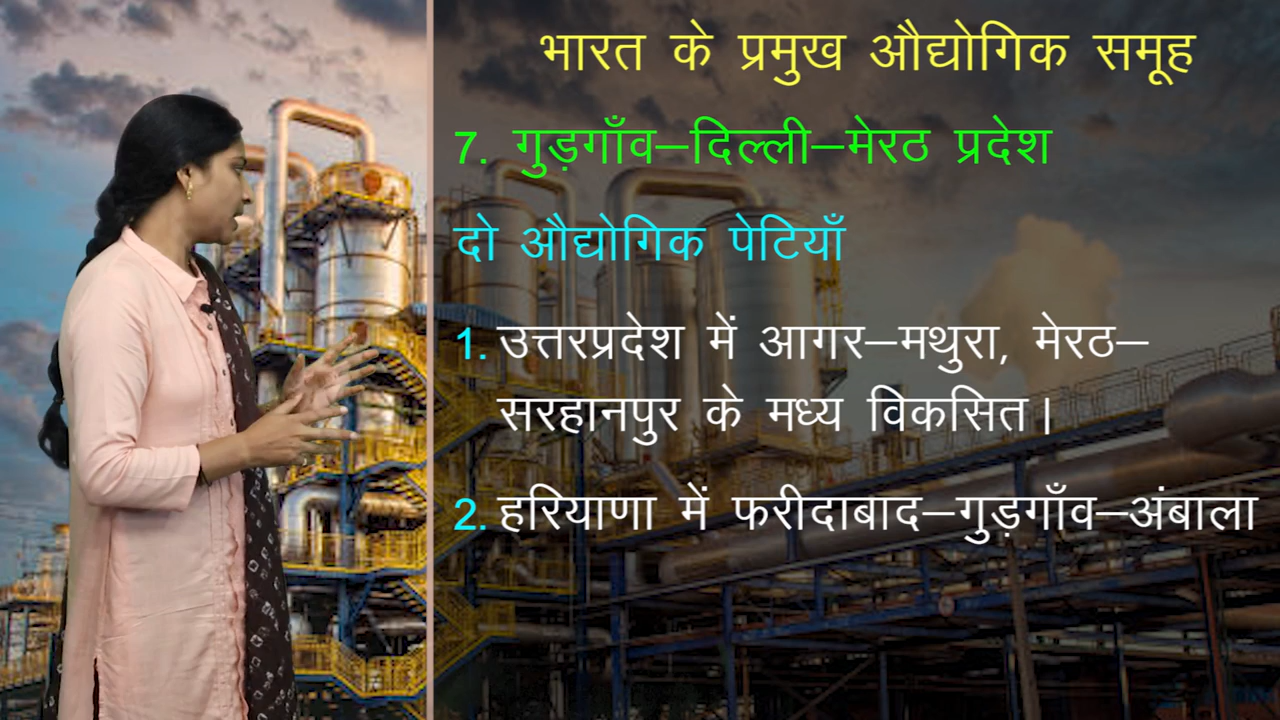 भारत के प्रमुख औद्योगिक समूह
7. गुड़गाँव–दिल्ली–मेरठ प्रदेश
दो औद्योगिक पेटियाँ
1. उत्तरप्रदेश में आगर–मथुरा, मेरठ–
सरहानपुर के मध्य विकसित।
2. हरियाणा में फरीदाबाद–गुड़गाँव–अंबाला